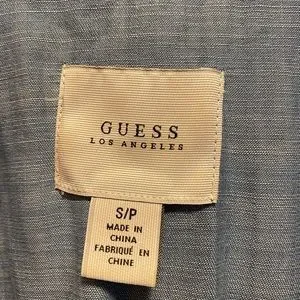 GUESS
LOS ANGELES
S/P
MADE IN
CHINA
FABRIQUÉ EN
CHINE